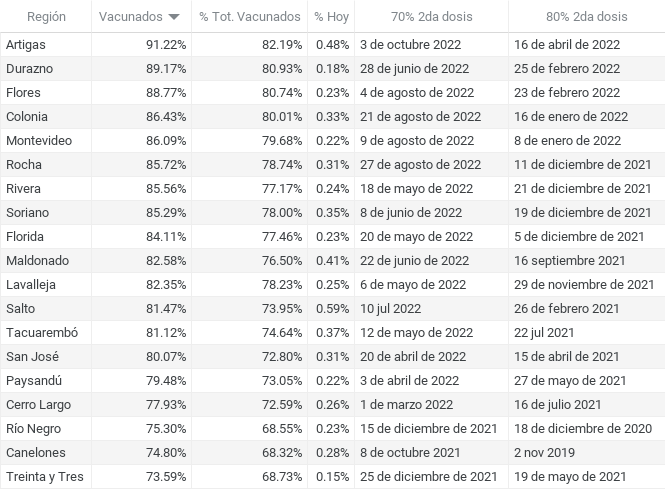 Región Vacunados % Tot. Vacunados % Hoy 70% 2da dosis 80% 2da dosis
Artigas 91.22% 82.19% 0.48% 3 de octubre 2022 16 de abril de 2022
Durazno 89.17% 80.93% 0.18% 28 de junio de 2022 25 de febrero 2022
Flores 88.77% 80.74% 0.23% 4 de agosto de 2022 23 de febrero 2022
Colonia 86.43% 80.01% 0.33% 21 de agosto de 2022 16 de enero de 2022
Montevideo 86.09% 79.68% 0.22% 9 de agosto de 2022 8 de enero de 2022
Rocha 85.72% 78.74% 0.31% 27 de agosto de 2022 11 de diciembre de 2021
Rivera 85.56% 77.17% 0.24% 18 de mayo de 2022 21 de diciembre de 2021
Soriano 85.29% 78.00% 0.35% 8 de junio de 2022 19 de diciembre de 2021
Florida 84.11% 77.46% 0.23% 20 de mayo de 2022 5 de diciembre de 2021
Maldonado 82.58% 76.50% 0.41% 22 de junio de 2022 16 septiembre 2021
Lavalleja 82.35% 78.23% 0.25% 6 de mayo de 2022 29 de noviembre de 2021
Salto 81.47% 73.95% 0.59% 10 jul 2022 26 de febrero 2021
Tacuarembó 81.12% 74.64% 0.37% 12 de mayo de 2022 22 jul 2021
San José 80.07% 72.80% 0.31% 20 de abril de 2022 15 de abril de 2021
Paysandú 79.48% 73.05% 0.22% 3 de abril de 2022 27 de mayo de 2021
Cerro Largo 77.93% 72.59% 0.26% 1 de marzo 2022 16 de julio 2021
Río Negro 75.30% 68.55% 0.23% 15 de diciembre de 2021 18 de diciembre de 2020
Canelones 74.80% 68.32% 0.28% 8 de octubre 2021 2 nov 2019
Treinta y Tres 73.59% 68.73% 0.15% 25 de diciembre de 2021 19 de mayo de 2021